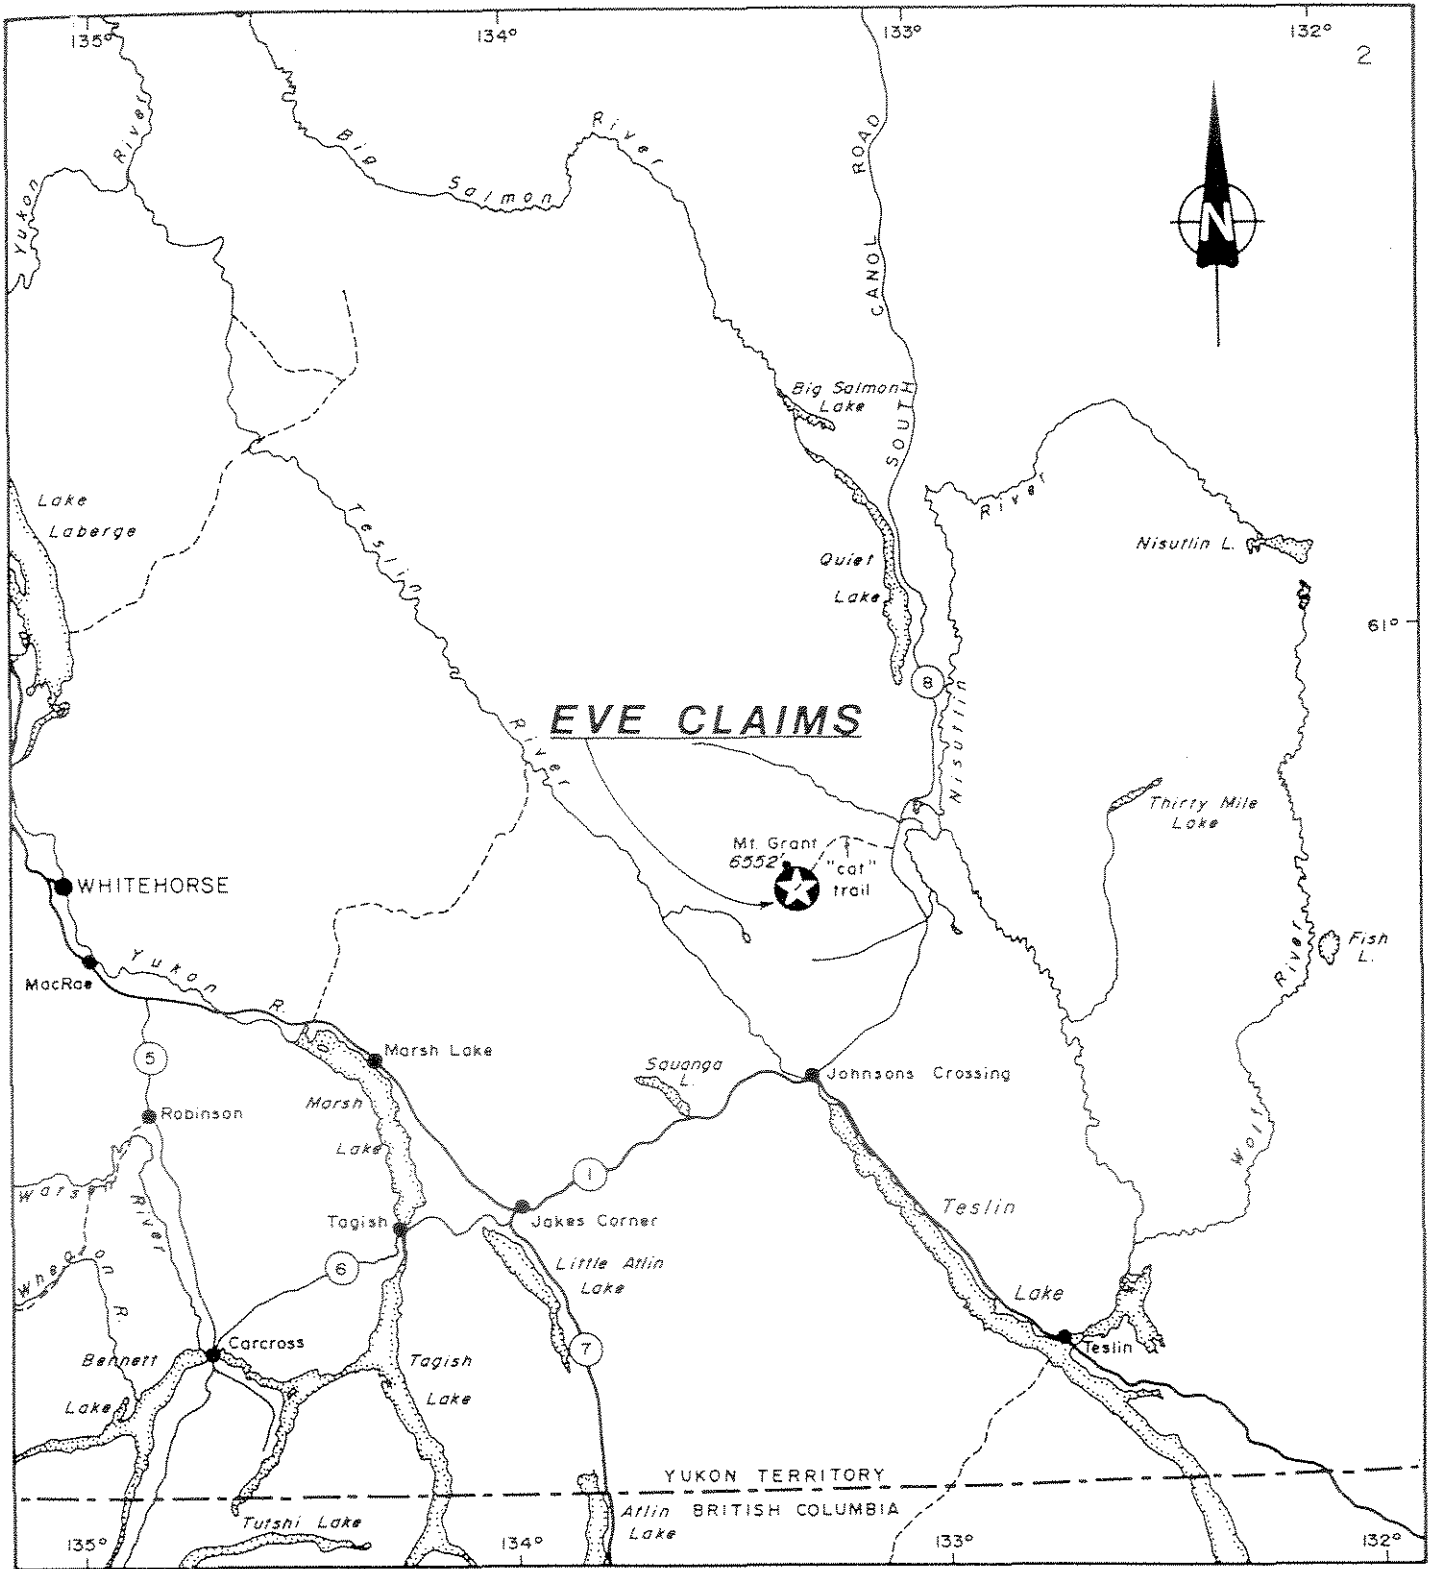 135°
134°
133°
132°
2
Yukon
River
Big
Salmon
River
SOUTH CANOL ROAD
N
Big Salmon
Lake
Lake
Laberge
Teslin
River
River
Nisutlin L.
Quiet
Lake
61°
8
Nisutlin
EVE CLAIMS
Thirty Mile
Lake
Mt. Grant
6552'
"cat"
trail
WHITEHORSE
River
Fish
L.
MacRae
Yukon
R.
5
Marsh Lake
Squanga
L.
Johnsons Crossing
Robinson
Marsh
Lake
Wolf
1
Teslin
River
Tagish
Jakes Corner
6
Little Atlin
Lake
Lake
Wheaton R.
Carcross
7
Teslin
Bennett
Lake
Tagish
Lake
YUKON TERRITORY
BRITISH COLUMBIA
Atlin
Lake
Tutshi Lake
135°
134°
133°
132°